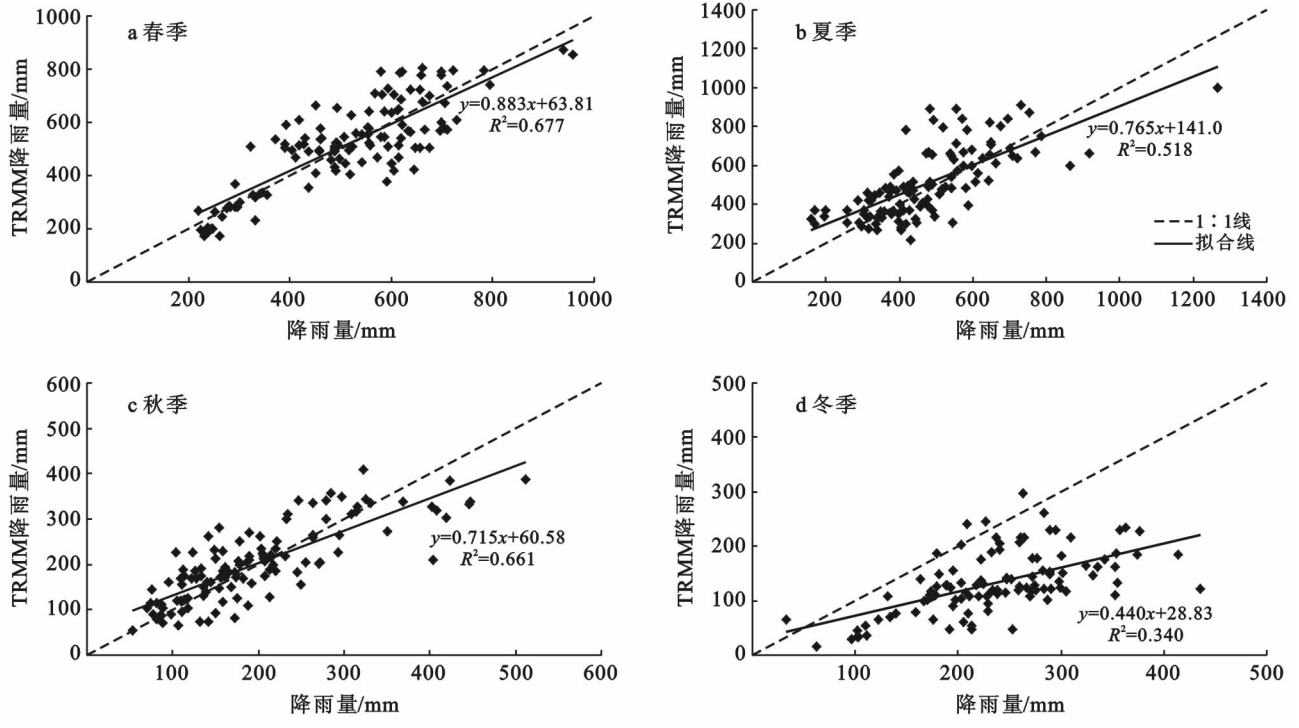 a 春季
TRMM降雨量/mm
1000
800
600
400
200
0
y=0.883x+63.81
R²=0.677
200 400 600 800 1000
降雨量/mm
b 夏季
TRMM降雨量/mm
1400
1200
1000
800
600
400
200
0
y=0.765x+141.0
R²=0.518
1∶1线
拟合线
200 400 600 800 1000 1200 1400
降雨量/mm
c 秋季
TRMM降雨量/mm
600
500
400
300
200
100
0
y=0.715x+60.58
R²=0.661
100 200 300 400 500 600
降雨量/mm
d 冬季
TRMM降雨量/mm
500
400
300
200
100
0
y=0.440x+28.83
R²=0.340
100 200 300 400 500
降雨量/mm